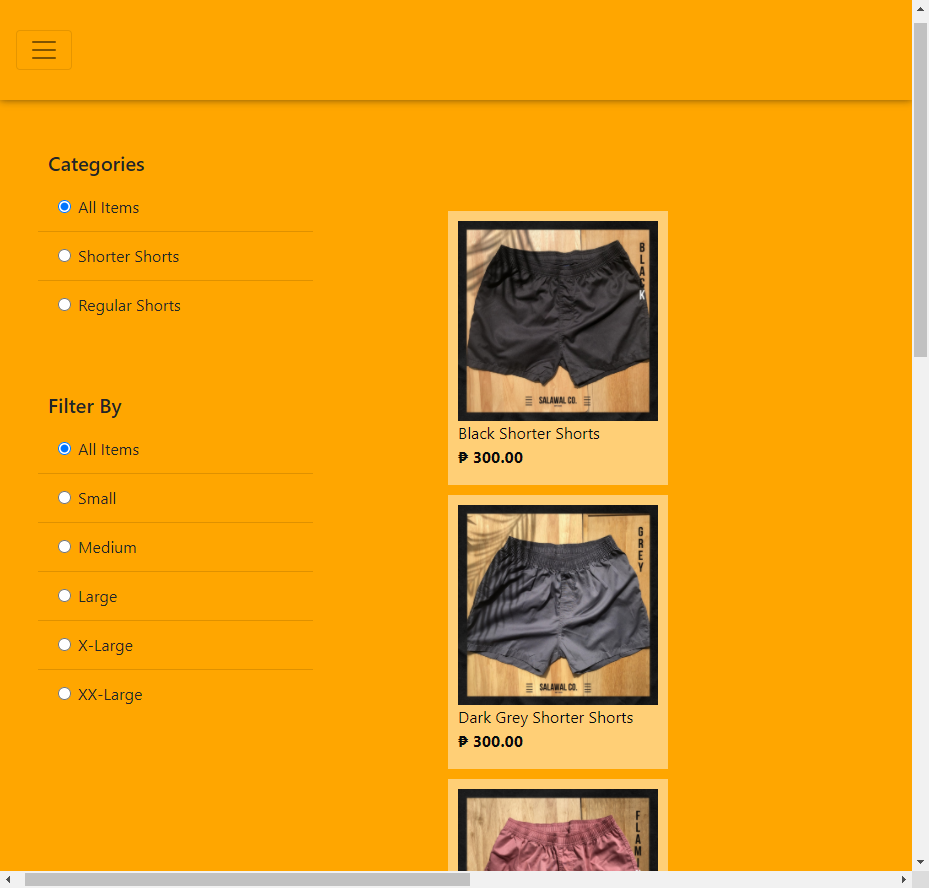 Categories
All Items
Shorter Shorts
Regular Shorts
Filter By
All Items
Small
Medium
Large
X-Large
XX-Large
BLACK
SALAWAL CO.
Black Shorter Shorts
₱ 300.00
GREY
SALAWAL CO.
Dark Grey Shorter Shorts
₱ 300.00
FLAMI